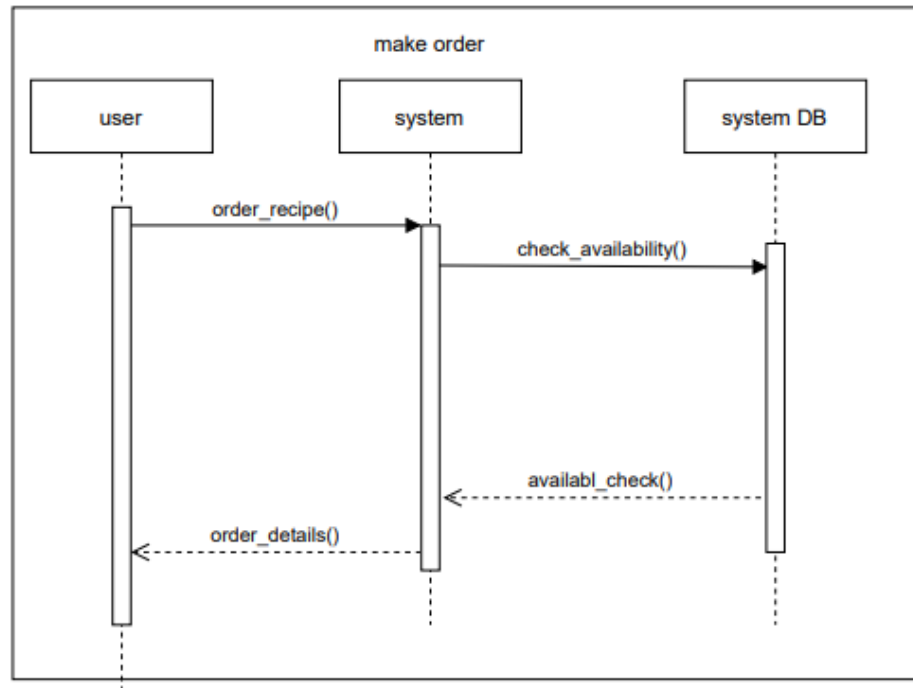 make order
user
system
system DB
order_recipe()
check_availability()
availabl_check()
order_details()